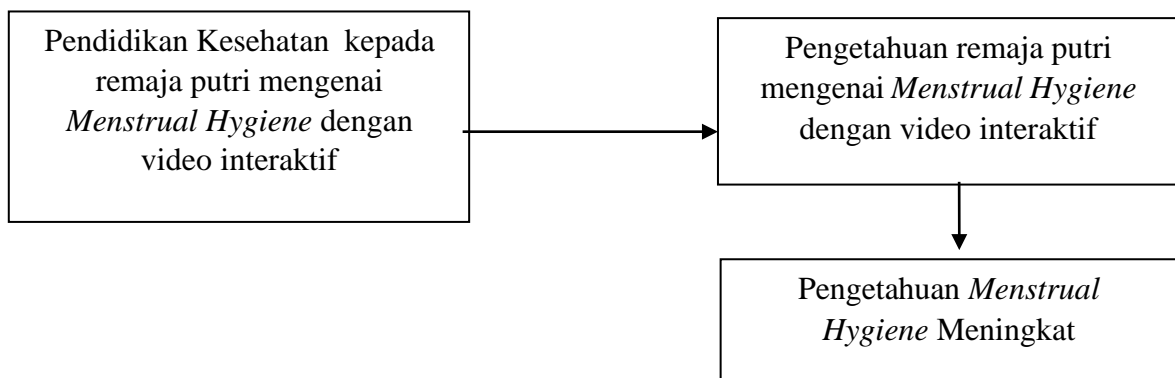 Pendidikan Kesehatan kepada
remaja putri mengenai
Menstrual Hygiene dengan
video interaktif
Pengetahuan remaja putri
mengenai Menstrual Hygiene
dengan video interaktif
Pengetahuan Menstrual
Hygiene Meningkat